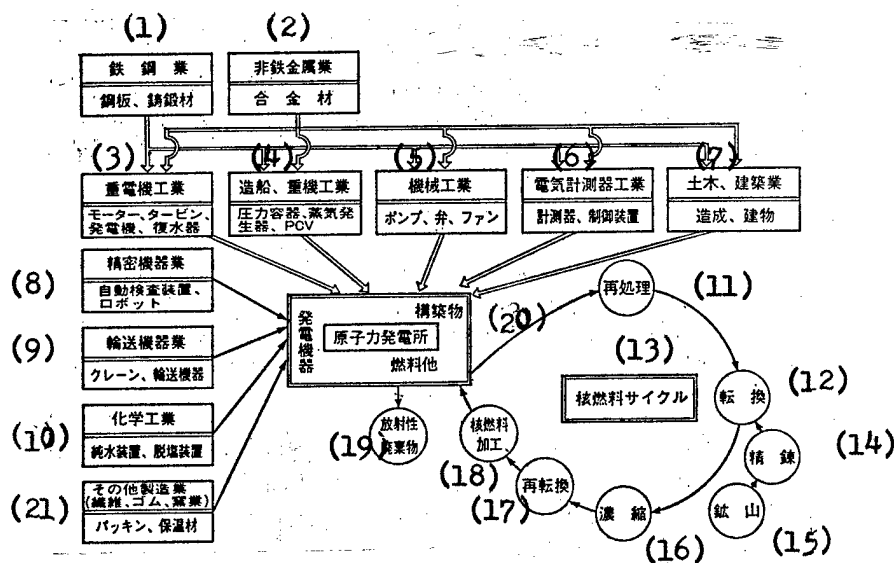 (1)
(2)
鉄鋼業
鋼板、鋳鍛材
非鉄金属業
合金材
(3)
(4)
(5)
(6)
(7)
重電機工業
モーター、タービン、
発電機、復水器
造船、重機工業
圧力容器、蒸気発
生器、PCV
機械工業
ポンプ、弁、ファン
電気計測器工業
計測器、制御装置
土木、建築業
造成、建物
(8)
精密機器業
自動検査装置、
ロボット
(9)
輸送機器業
クレーン、輸送機器
(10)
化学工業
純水装置、脱塩装置
(21)
その他製造業
(繊維、ゴム、窯業)
パッキン、保温材
発電機器
構築物
原子力発電所
燃料他
(20)
再処理
(11)
(13)
核燃料サイクル
転換
(12)
精錬
(14)
鉱山
(15)
濃縮
(16)
再転換
(17)
核燃料
加工
(18)
放射性
廃棄物
(19)